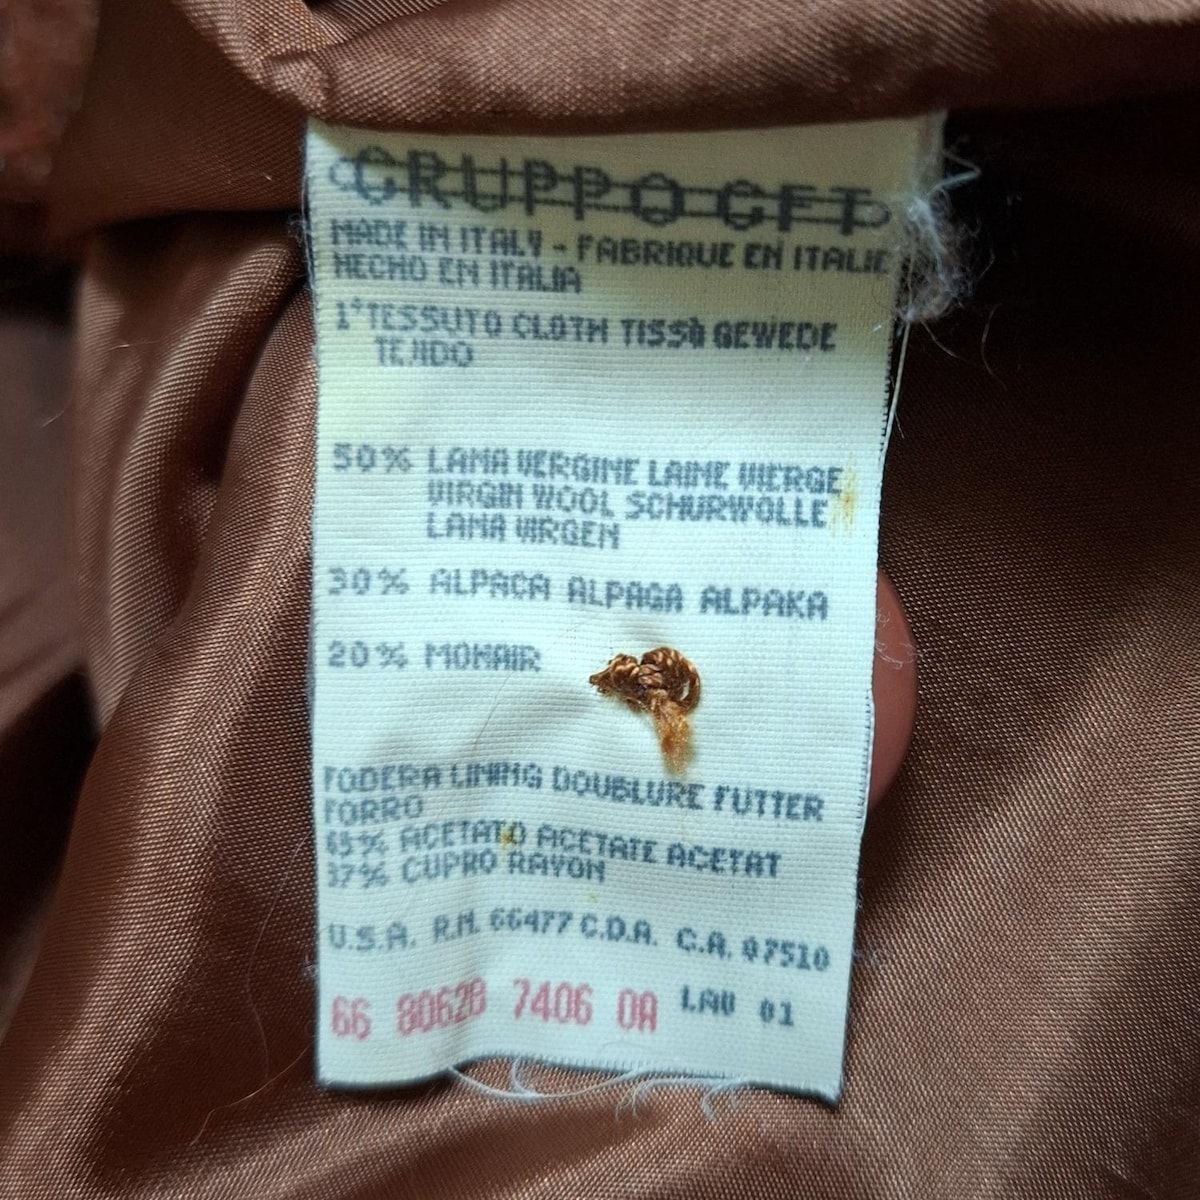 GRUPPO GFT
MADE IN ITALY - FABRIQUE EN ITALIE
HECHO EN ITALIA
1°TESSUTO CLOTH TISSÙ GEWEDE
TEJIDO
50% LANA VERGINE LAINE VIERGE
VIRGIN WOOL SCHURWOLLE
LANA VIRGEN
30% ALPACA ALPAGA ALPAKA
20% MOHAIR
FODERA LINING DOUBLURE FUTTER
FORRO
ACETATO ACETATE ACETAT
37% CUPRO RAYON
U.S.A. R.N. 66477 C.D.A. C.A. 07510
66 80628 7406 0A LAV 01